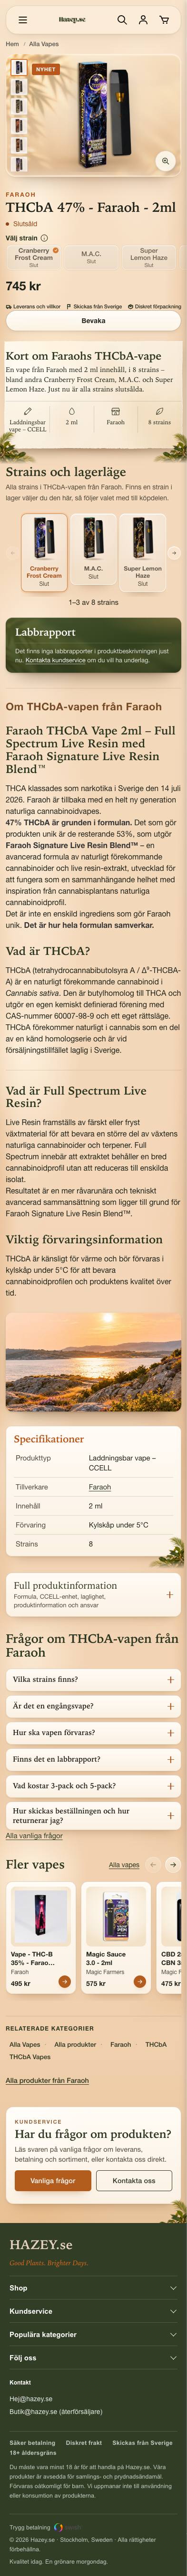 Hazey.se
Hem / Alla Vapes
NYHET
FARAOH
THCbA 47% - Faraoh - 2ml
Slutsåld
Välj strain
Cranberry
Frost Cream
Slut
M.A.C.
Slut
Super
Lemon Haze
Slut
745 kr
Leverans och villkor
Skickas från Sverige
Diskret förpackning
Bevaka
Kort om Faraohs THCbA-vape
En vape från Faraoh med 2 ml innehåll, i 8 strains –
bland andra Cranberry Frost Cream, M.A.C. och Super
Lemon Haze. Just nu är alla strains slutsålda.
Laddningsbar
vape – CCELL
2 ml
Faraoh
8 strains
Strains och lagerläge
Alla strains i THCbA-vapen från Faraoh. Finns en strain i
lager väljer du den här, så följer valet med till köpdelen.
Cranberry
Frost Cream
Slut
M.A.C.
Slut
Super Lemon
Haze
Slut
1–3 av 8 strains
Labbrapport
Det finns inga labbrapporter i produktbeskrivningen just
nu. Kontakta kundservice om du vill ha underlag.
Om THCbA-vapen från Faraoh
Faraoh THCbA Vape 2ml – Full
Spectrum Live Resin med
Faraoh Signature Live Resin
Blend™
THCA klassades som narkotika i Sverige den 14 juli
2026. Faraoh är tillbaka med en helt ny generation
naturliga cannabinoidvapes.
47% THCbA är grunden i formulan. Det som gör
produkten unik är de resterande 53%, som utgör
Faraoh Signature Live Resin Blend™ – en
avancerad formula av naturligt förekommande
cannabinoider och live resin-extrakt, utvecklad för att
fungera som en sammanhängande helhet med
inspiration från cannabisplantans naturliga
cannabinoidprofil.
Det är inte en enskild ingrediens som gör Faraoh
unik. Det är hur hela formulan samverkar.
Vad är THCbA?
THCbA (tetrahydrocannabibutolsyra A / Δ⁹-THCBA-
A) är en naturligt förekommande cannabinoid i
Cannabis sativa. Den är butylhomolog till THCA och
utgör en egen kemiskt definierad förening med
CAS-nummer 60007-98-9 och ett eget regelrättsläge.
THCbA förekommer naturligt i cannabis som en del
av en känd homologserie och är vid
försäljningstillfället laglig i Sverige.
Vad är Full Spectrum Live
Resin?
Live Resin framställs av färskt eller fryst
växtmaterial för att bevara en större del av växtens
naturliga cannabinoider och terpener. Full
Spectrum innebär att extraktet behåller en bred
cannabinoidprofil i stället för att reduceras till enskilda
isolat.
Resultatet är en mer råvarunära och tekniskt
avancerad sammansättning som ligger till grund för
Faraoh Signature Live Resin Blend™.
Viktig förvaringsinformation
THCbA är känsligt för värme och bör förvaras i
kylskåp under 5°C för att bevara
cannabinoidprofilen och produktens kvalitet över
tid.
Specifikationer
Produkttyp
Laddningsbar vape –
CCELL
Tillverkare
Faraoh
Innehåll
2 ml
Förvaring
Kylskåp under 5°C
Strains
8
Full produktinformation
Formula, CCELL-enhet, laglighet,
produktinformation och ansvar
Frågor om THCbA-vapen från
Faraoh
Vilka strains finns?
Är det en engångsvape?
Hur ska vapen förvaras?
Finns det en labbrapport?
Vad kostar 3-pack och 5-pack?
Hur skickas beställningen och hur
returnerar jag?
Alla vanliga frågor
Fler vapes
Alla vapes
Vape - THC-B
35% - Farao...
Faraoh
495 kr
Magic Sauce
3.0 - 2ml
Magic Farmers
575 kr
CBD 2
CBN 3
Magic F
475 kr
RELATERADE KATEGORIER
Alla Vapes
Alla produkter
Faraoh
THCbA
THCbA Vapes
Alla produkter från Faraoh
KUNDSERVICE
Har du frågor om produkten?
Läs svaren på vanliga frågor om leverans,
betalning och sortiment, eller kontakta oss direkt.
Vanliga frågor
Kontakta oss
HAZEY.se
Good Plants. Brighter Days.
Shop
Kundservice
Populära kategorier
Följ oss
Kontakt
Hej@hazey.se
Butik@hazey.se (återförsäljare)
Säker betalning
Diskret frakt
Skickas från Sverige
18+ åldersgräns
Du måste vara minst 18 år för att handla på Hazey.se. Våra
produkter är avsedda för samlings- och prydnadsändamål.
Förvaras oåtkomligt för barn. Vi uppmanar inte till användning
eller konsumtion av produkterna.
Trygg betalning
© 2026 Hazey.se · Stockholm, Sweden · Alla rättigheter
förbehållna.
Kvalitet idag. En grönare morgondag.